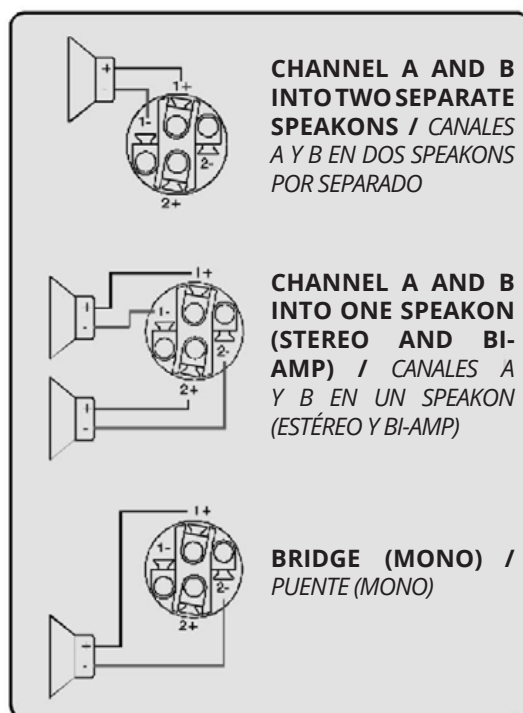 +
-
1+
1-
2-
2+
CHANNEL A AND B
INTO TWO SEPARATE
SPEAKONS / CANALES
A Y B EN DOS SPEAKONS
POR SEPARADO
+
-
1+
1-
2-
2+
+
-
CHANNEL A AND B
INTO ONE SPEAKON
(STEREO AND BI-
AMP) / CANALES A
Y B EN UN SPEAKON
(ESTÉREO Y BI-AMP)
1+
1-
2-
2+
+
-
BRIDGE (MONO) /
PUENTE (MONO)